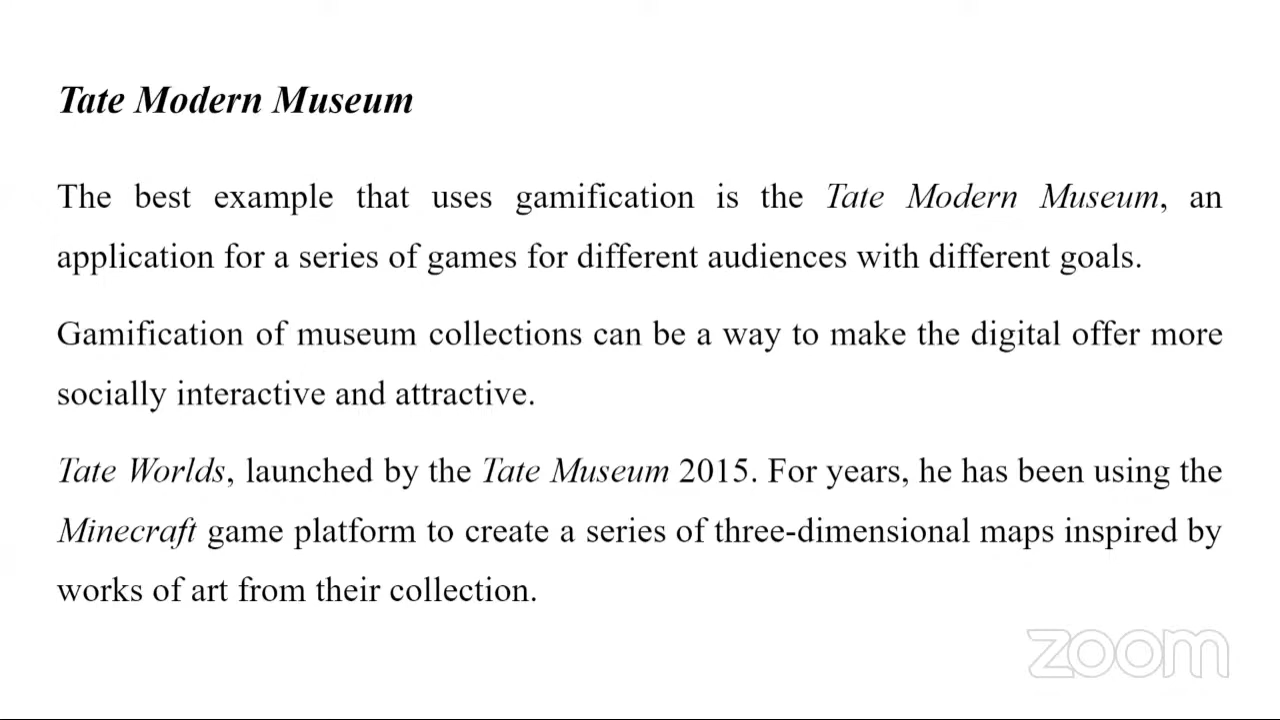 Tate Modern Museum
The best example that uses gamification is the Tate Modern Museum, an
application for a series of games for different audiences with different goals.
Gamification of museum collections can be a way to make the digital offer more
socially interactive and attractive.
Tate Worlds, launched by the Tate Museum 2015. For years, he has been using the
Minecraft game platform to create a series of three-dimensional maps inspired by
works of art from their collection.
zoom